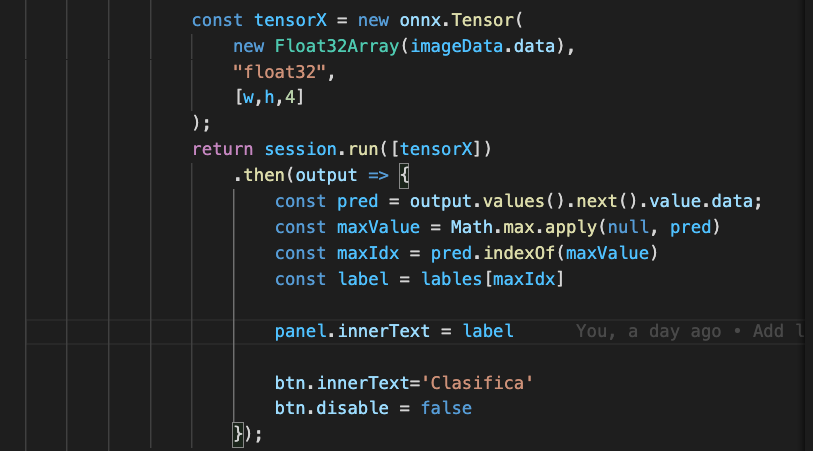 const tensorX = new onnx.Tensor(
new Float32Array(imageData.data),
"float32",
[w,h,4]
);
return session.run([tensorX])
.then(output => {
const pred = output.values().next().value.data;
const maxValue = Math.max.apply(null, pred)
const maxIdx = pred.indexOf(maxValue)
const label = lables[maxIdx]
panel.innerText = label You, a day ago • Add l
btn.innerText='Clasifica'
btn.disable = false
});